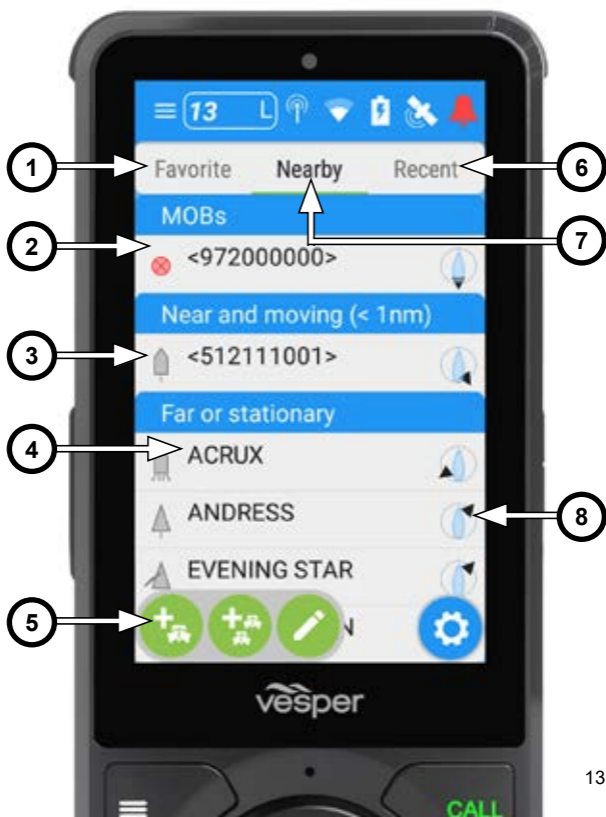 13 L
Favorite Nearby Recent
MOBs
<972000000>
Near and moving (< 1nm)
<512111001>
Far or stationary
ACRUX
ANDRESS
EVENING STAR
N
vesper
CALL
1
2
3
4
5
6
7
8
13